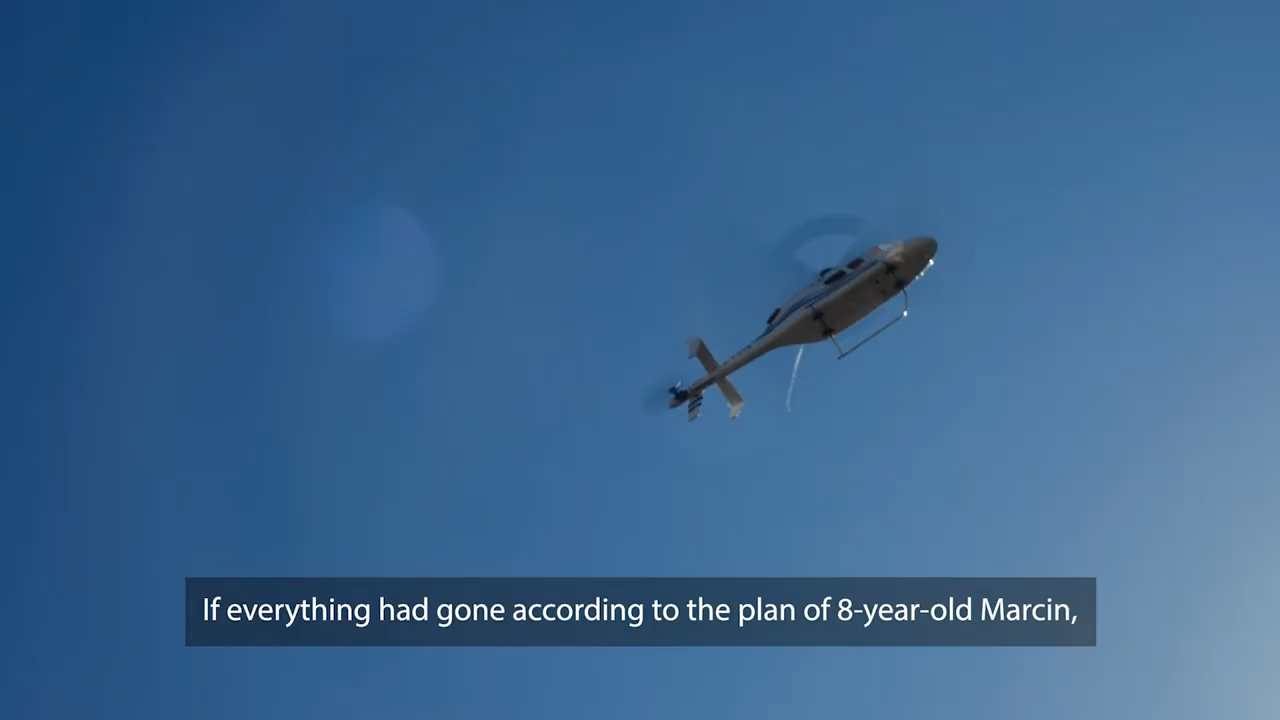 If everything had gone according to the plan of 8-year-old Marcin,